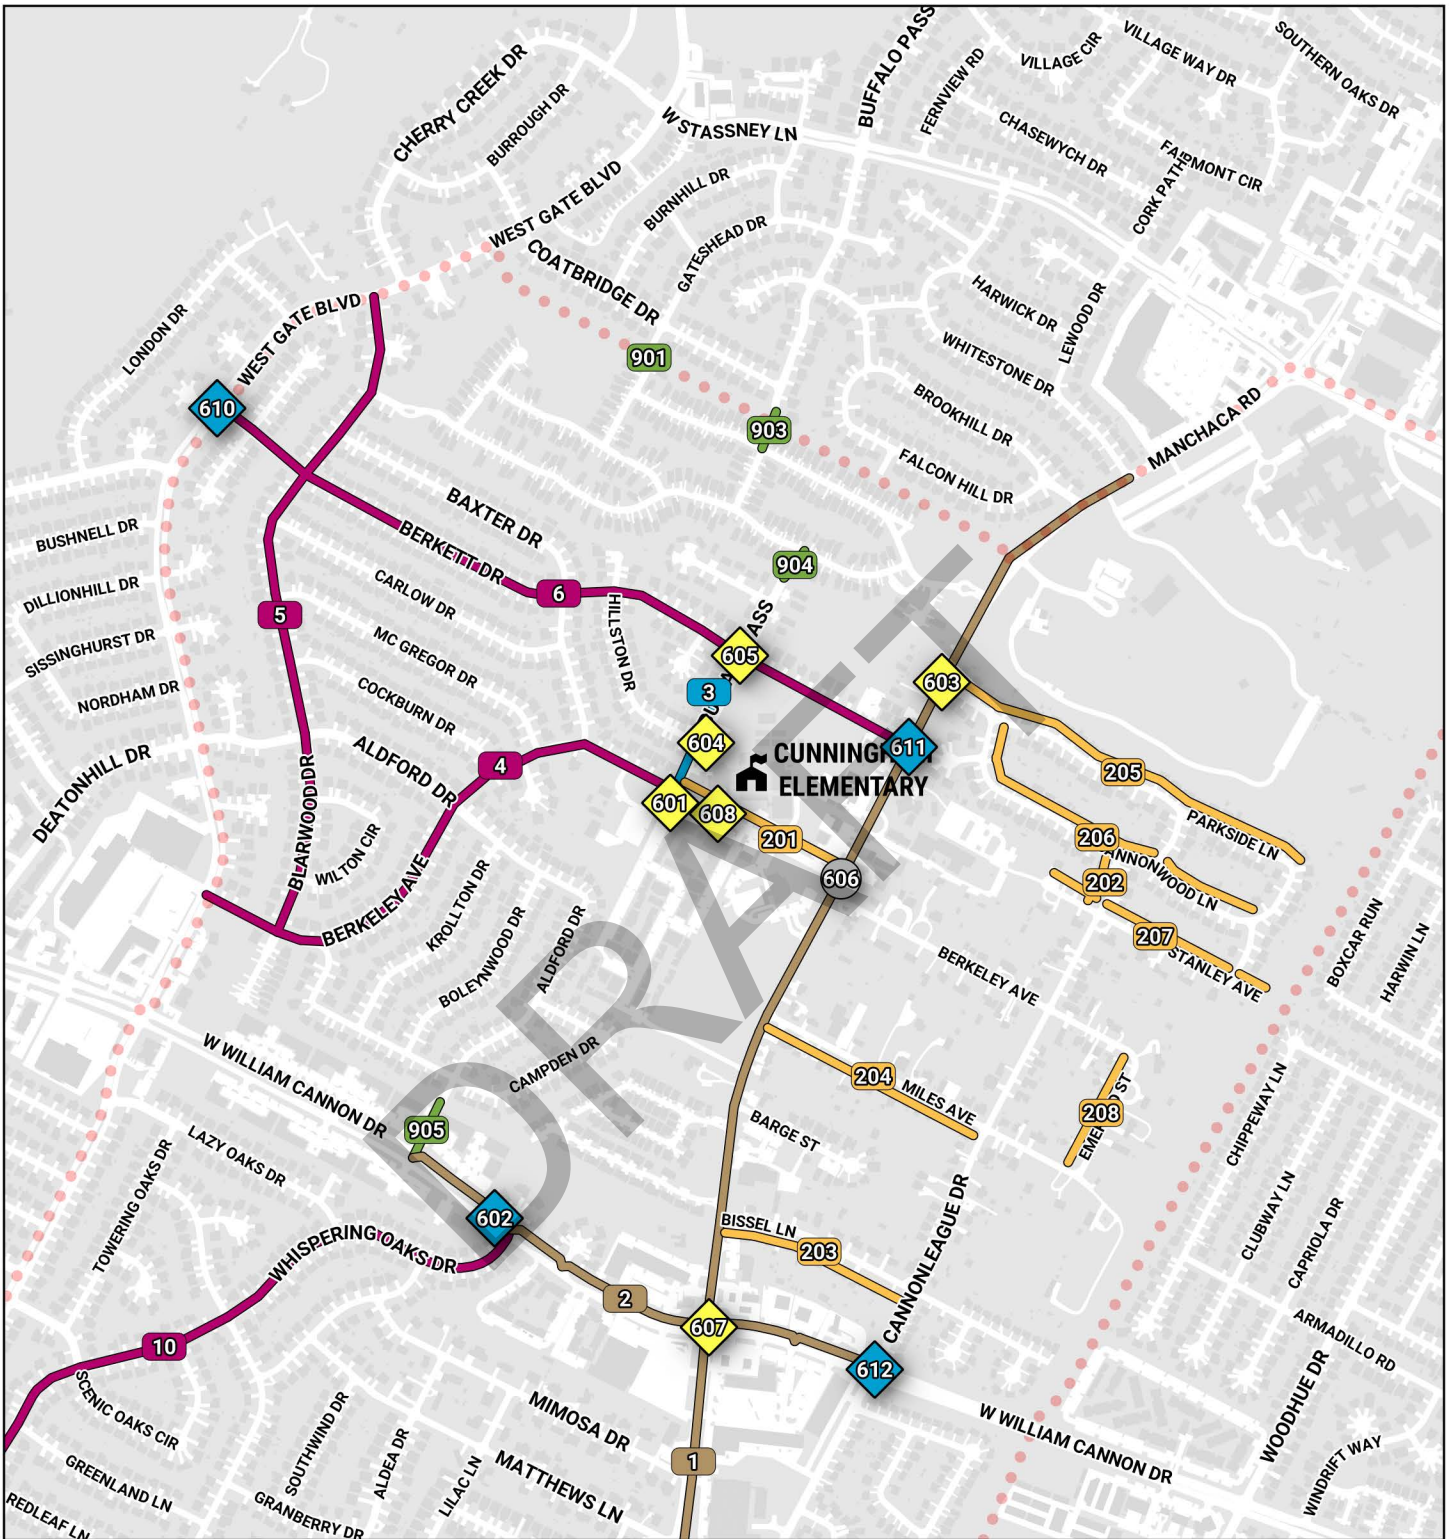 BUFFALO PASS
SOUTHERN OAKS DR
VILLAGE WAY DR
VILLAGE CIR
FERNVIEW RD
CHERRY CREEK DR
BURROUGH DR
W STASSNEY LN
CHASEWYCH DR
FAIRMONT CIR
CORK PATH
WEST GATE BLVD
BURNHILL DR
GATESHEAD DR
COATBRIDGE DR
HARWICK DR
LEWOOD DR
LONDON DR
WEST GATE BLVD
901
WHITESTONE DR
610
903
BROOKHILL DR
MANCHACA RD
FALCON HILL DR
BAXTER DR
BUSHNELL DR
BERKETT DR
904
DILLIONHILL DR
CARLOW DR
6
5
HILLSTON DR
ASS
SISSINGHURST DR
MC GREGOR DR
605
603
NORDHAM DR
COCKBURN DR
3
604
611
DEATONHILL DR
ALDFORD DR
4
CUNNING
ELEMENTARY
205
601
608
201
206
PARKSIDE LN
BLARWOOD DR
WILTON CIR
ANNONWOOD LN
606
202
BERKELEY AVE
KROLLTON DR
BOLEYNWOOD DR
ALDFORD DR
207
STANLEY AVE
BERKELEY AVE
BOXCAR RUN
HARWIN LN
DRAFT
W WILLIAM CANNON DR
CAMPDEN DR
204
MILES AVE
208
EME
ST
905
BARGE ST
CHIPPEWAY LN
LAZY OAKS DR
TOWERING OAKS DR
602
BISSEL LN
203
CANNONLEAGUE DR
CLUBWAY LN
CAPRIOLA DR
WHISPERING OAKS DR
2
607
10
612
ARMADILLO RD
SCENIC OAKS CIR
SOUTHWIND DR
MIMOSA DR
W WILLIAM CANNON DR
WOODHUE DR
ALDEA DR
1
GREENLAND LN
LILAC LN
MATTHEWS LN
WINDRIFT WAY
REDLEAF LN
GRANBERRY DR